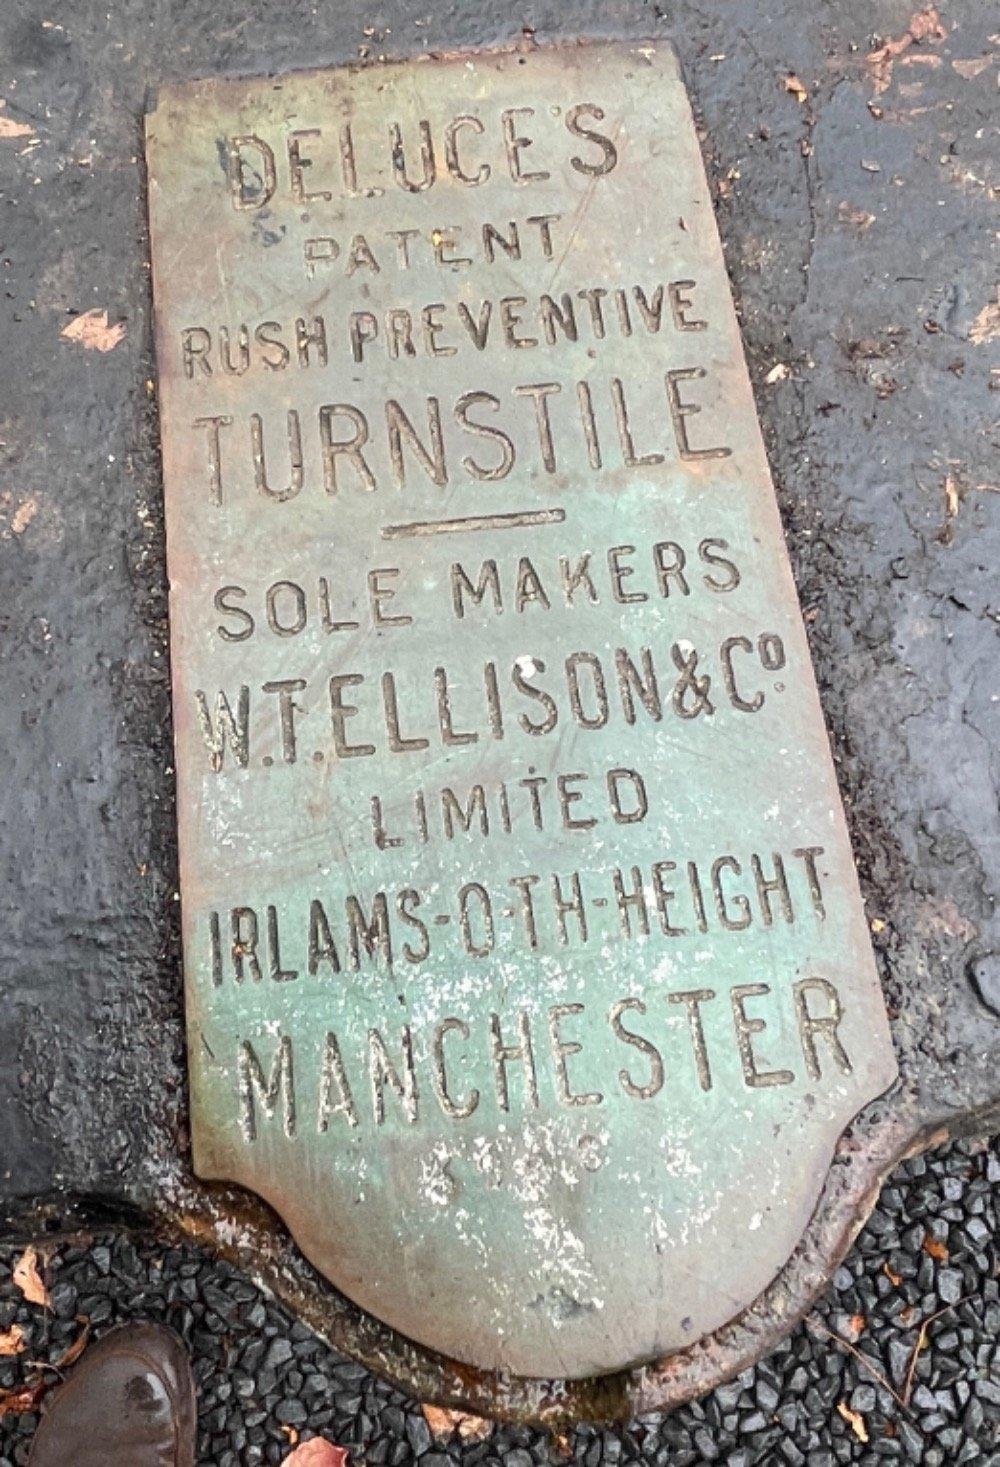 DELUCE'S
PATENT
RUSH PREVENTIVE
TURNSTILE
SOLE MAKERS
W.T. ELLISON & Cº
LIMITED
IRLAMS-O-TH-HEIGHT
MANCHESTER